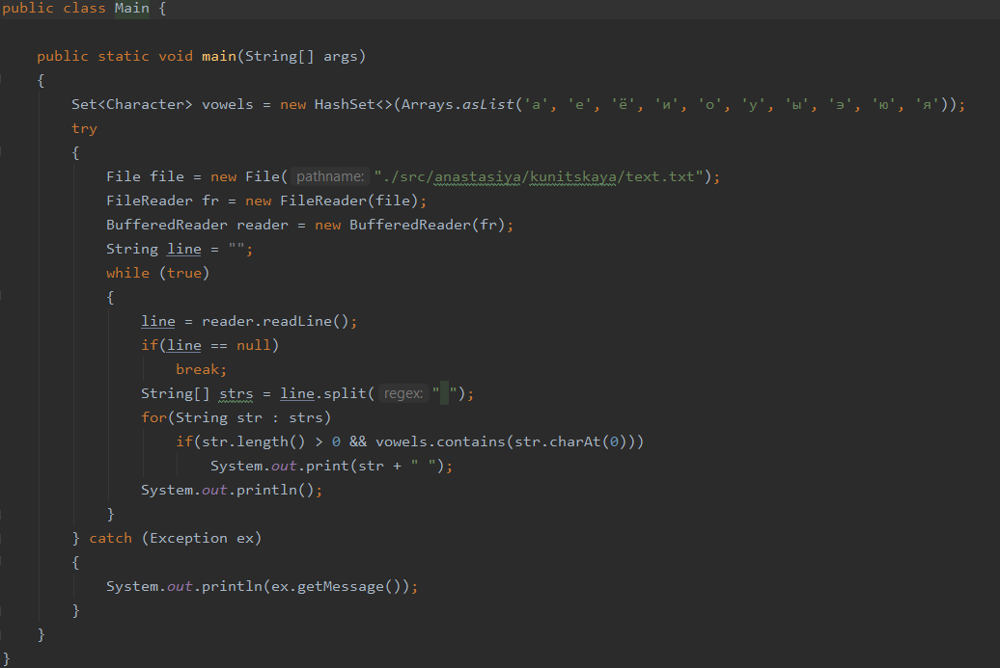 public class Main {
public static void main(String[] args)
{
Set<Character> vowels = new HashSet<>(Arrays.asList('а', 'е', 'ё', 'и', 'о', 'у', 'ы', 'э', 'ю', 'я'));
try
{
File file = new File( pathname: "./src/anastasiya/kunitskaya/text.txt");
FileReader fr = new FileReader(file);
BufferedReader reader = new BufferedReader(fr);
String line = "";
while (true)
{
line = reader.readLine();
if(line == null)
break;
String[] strs = line.split( regex: " ");
for(String str : strs)
if(str.length() > 0 && vowels.contains(str.charAt(0)))
System.out.print(str + " ");
System.out.println();
}
} catch (Exception ex)
{
System.out.println(ex.getMessage());
}
}
}